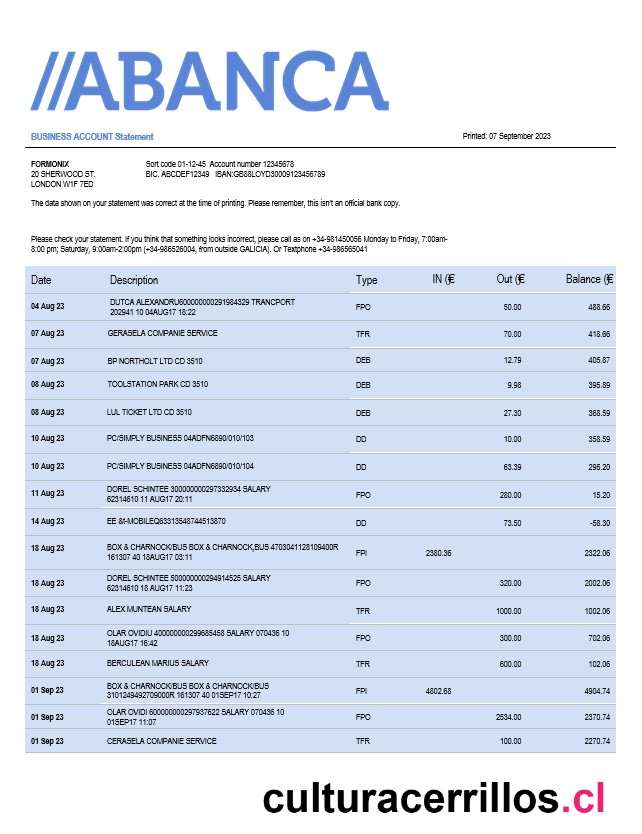 //ABANCA
BUSINESS ACCOUNT Statement Printed: 07 September 2023
FORMONIX Sort code 01-12-45 Account number 12345678
20 SHERWOOD ST. BIC. ABCDEF12349 IBAN:GB88LOYD30009123456789
LONDON W1F 7ED
The data shown on your statement was correct at the time of printing. Please remember, this isn't an official bank copy.
Please check your statement. If you think that something looks incorrect, please call as on +34-981450056 Monday to Friday, 7:00am-
8:00 pm; Saturday, 9:00am-2:00pm (+34-986526004, from outside GALICIA). Or Textphone +34-986565041
Date Description Type IN (€ Out (€ Balance (€
04 Aug 23 DUTCA ALEXANDRU600000000291984329 TRANCPORT
202941 10 04AUG17 18:22 FPO 50.00 488.66
07 Aug 23 GERASELA COMPANIE SERVICE TFR 70.00 418.66
07 Aug 23 BP NORTHOLT LTD CD 3510 DEB 12.79 405.87
08 Aug 23 TOOLSTATION PARK CD 3510 DEB 9.98 395.89
08 Aug 23 LUL TICKET LTD CD 3510 DEB 27.30 368.59
10 Aug 23 PC/SIMPLY BUSINESS 04ADFN6890/010/103 DD 10.00 358.59
10 Aug 23 PC/SIMPLY BUSINESS 04ADFN6890/010/104 DD 63.39 295.20
11 Aug 23 DOREL SCHINTEE 300000000297332934 SALARY
62314610 11 AUG17 20:11 FPO 280.00 15.20
14 Aug 23 EE &t-MOBILEQ63313548744513870 DD 73.50 -58.30
18 Aug 23 BOX & CHARNOCK/BUS BOX & CHARNOCK,BUS 4703041128109400R
161307 40 18AUG17 03:11 FPI 2380.36 2322.06
18 Aug 23 DOREL SCHINTEE 500000000294914525 SALARY
62314610 18 AUG17 11:23 FPO 320.00 2002.06
18 Aug 23 ALEX MUNTEAN SALARY TFR 1000.00 1002.06
18 Aug 23 OLAR OVIDIU 400000000299685458 SALARY 070436 10
18AUG17 16:42 FPO 300.00 702.06
18 Aug 23 BERCULEAN MARIUS SALARY TFR 600.00 102.06
01 Sep 23 BOX & CHARNOCK/BUS BOX & CHARNOCK/BUS
3101249492709000R 161307 40 01SEP17 10:27 FPI 4802.68 4904.74
01 Sep 23 OLAR OVIDI 600000000297937622 SALARY 070436 10
01SEP17 11:07 FPO 2534.00 2370.74
01 Sep 23 CERASELA COMPANIE SERVICE TFR 100.00 2270.74
culturacerrillos.cl